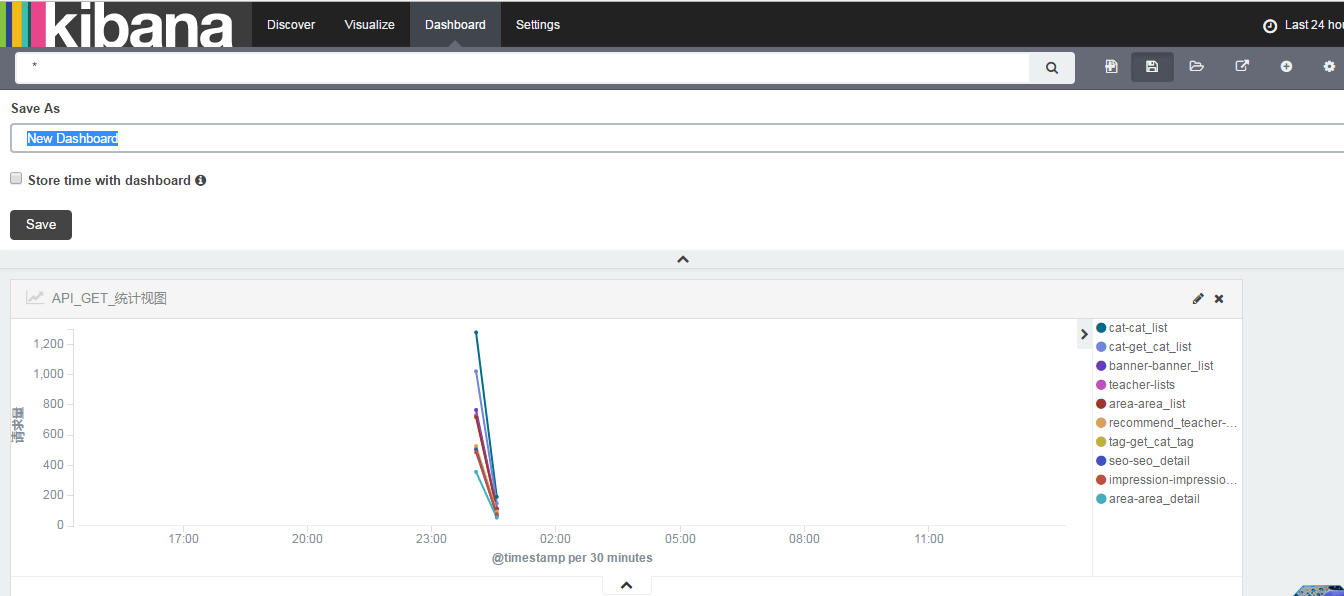 kibana
Discover Visualize Dashboard Settings Last 24 hou
*
Save As
New Dashboard
Store time with dashboard
Save
API_GET_统计视图
1,200
1,000
800
600
400
200
0
请求量
17:00 20:00 23:00 02:00 05:00 08:00 11:00
@timestamp per 30 minutes
cat-cat_list
cat-get_cat_list
banner-banner_list
teacher-lists
area-area_list
recommend_teacher-...
tag-get_cat_tag
seo-seo_detail
impression-impressio...
area-area_detail